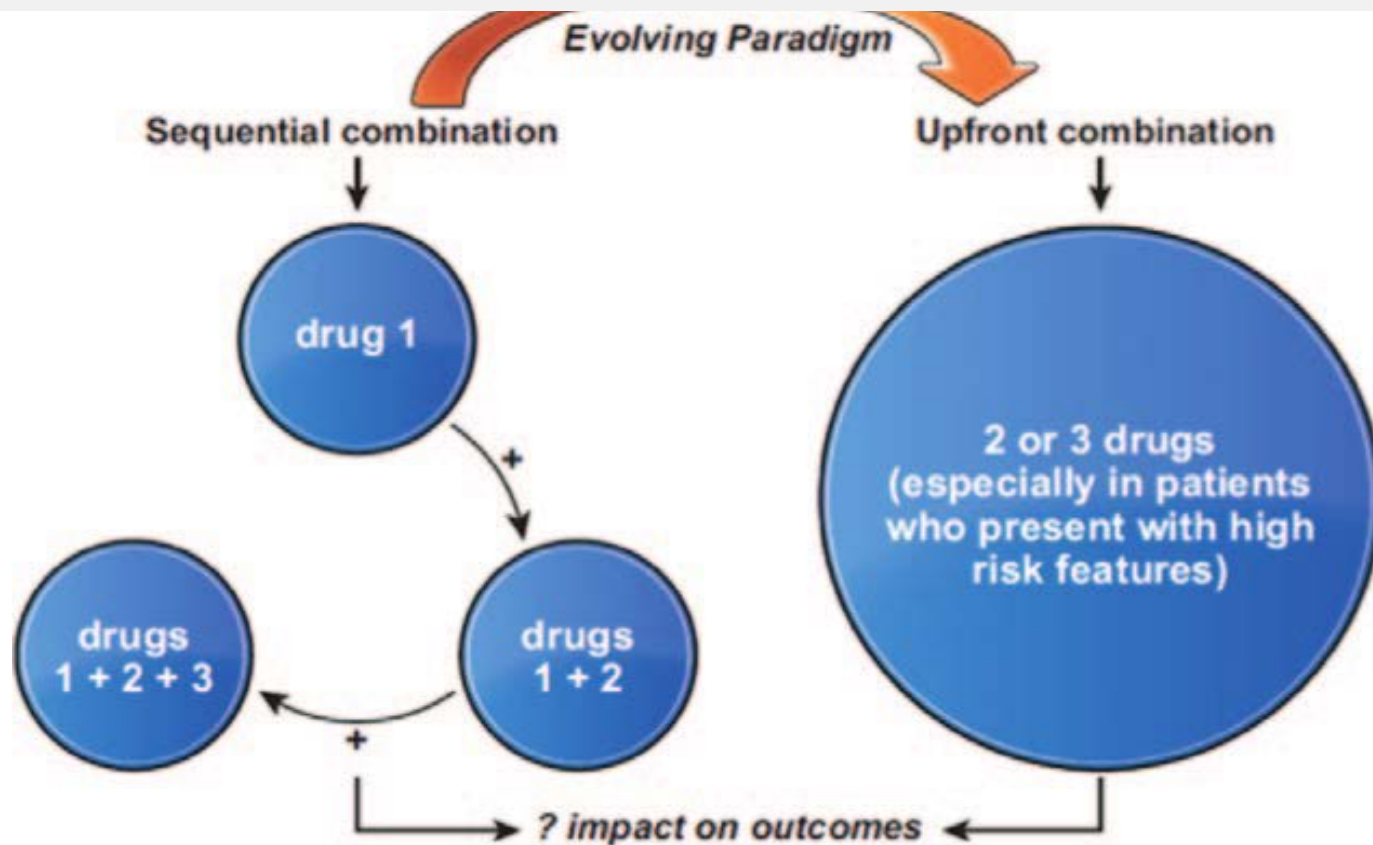 Evolving Paradigm
Sequential combination
Upfront combination
drug 1
+
2 or 3 drugs
(especially in patients
who present with high
risk features)
drugs
1 + 2 + 3
drugs
1 + 2
+
? impact on outcomes